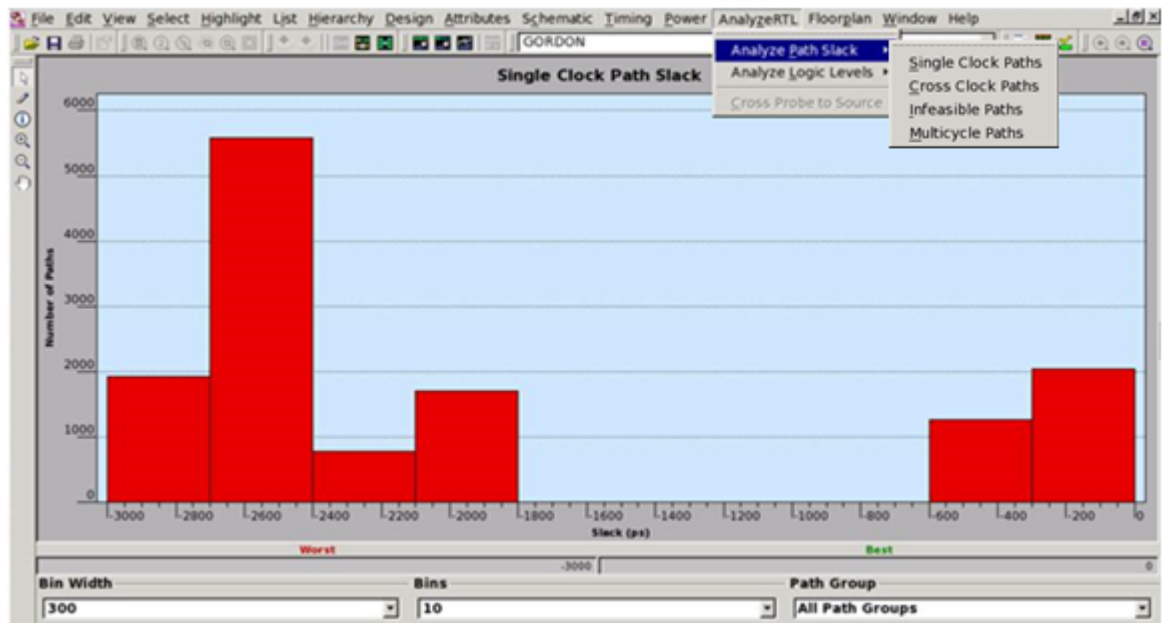 File Edit View Select Highlight List Hierarchy Design Attributes Schematic Timing Power AnalyzeRTL Floorplan Window Help
GORDON
Analyze Path Slack
Analyze Logic Levels
Cross Probe to Source
Single Clock Paths
Cross Clock Paths
Infeasible Paths
Multicycle Paths
Single Clock Path Slack
6000
5000
4000
3000
2000
1000
0
Number of Paths
-3000 -2800 -2600 -2400 -2200 -2000 -1800 -1600 -1400 -1200 -1000 -800 -600 -400 -200 0
Slack (ps)
Worst Best
-3000 0
Bin Width Bins Path Group
300 10 All Path Groups